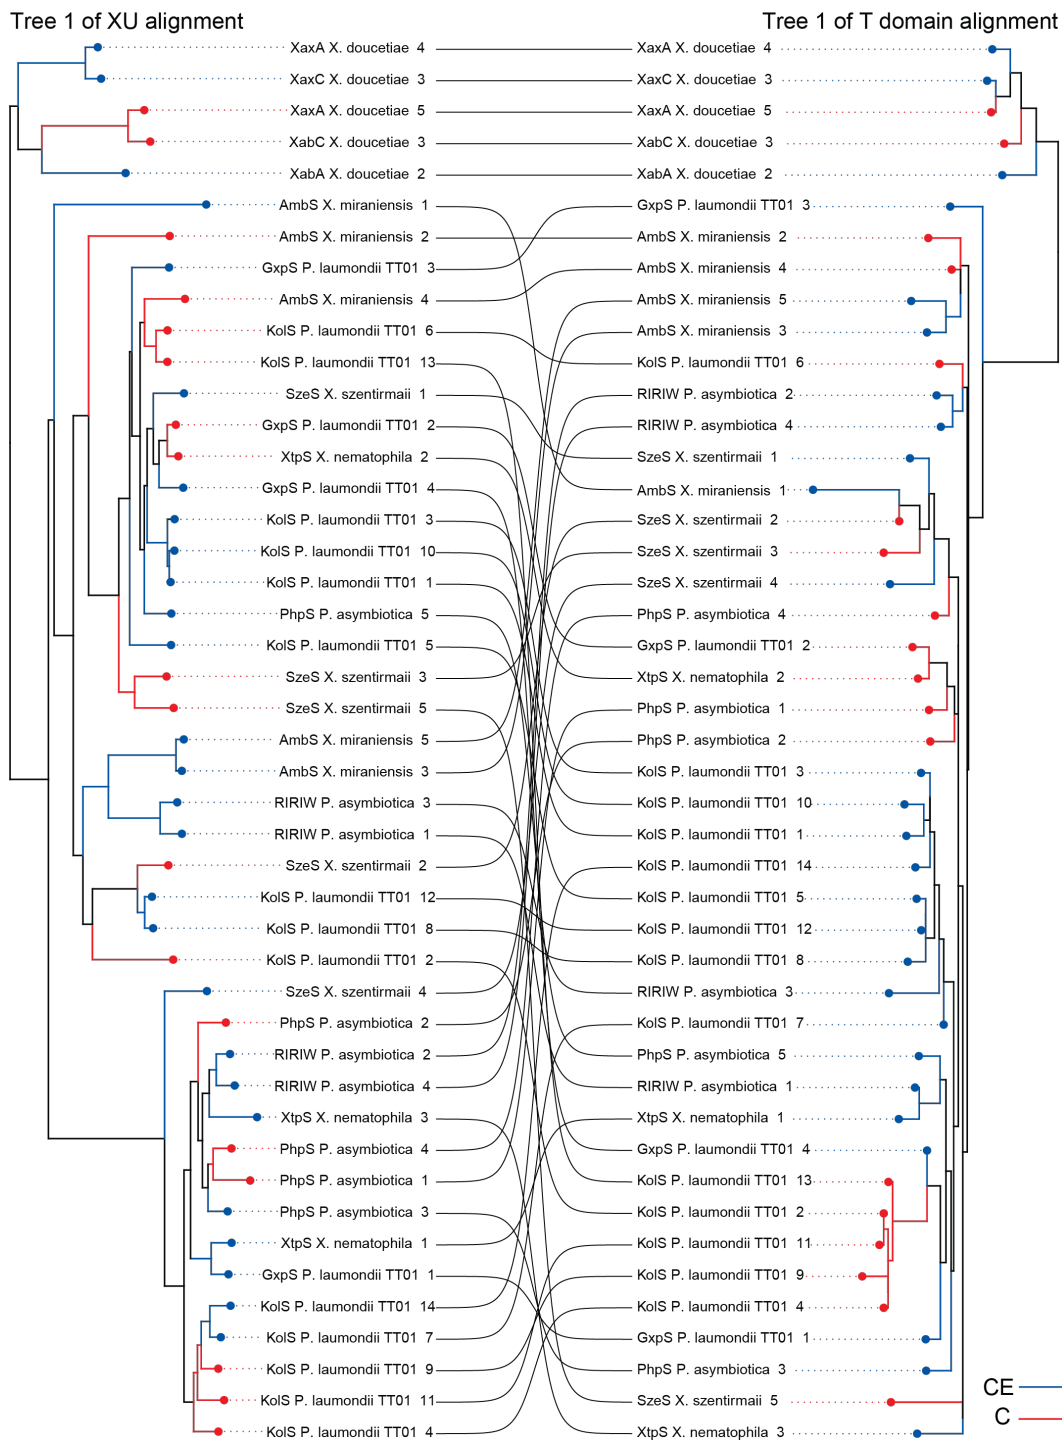 Tree 1 of XU alignment
Tree 1 of T domain alignment
XaxA X. doucetiae 4
XaxA X. doucetiae 4
XaxC X. doucetiae 3
XaxC X. doucetiae 3
XaxA X. doucetiae 5
XaxA X. doucetiae 5
XabC X. doucetiae 3
XabC X. doucetiae 3
XabA X. doucetiae 2
XabA X. doucetiae 2
AmbS X. miraniensis 1
GxpS P. laumondii TT01 3
AmbS X. miraniensis 2
AmbS X. miraniensis 2
GxpS P. laumondii TT01 3
AmbS X. miraniensis 4
AmbS X. miraniensis 4
AmbS X. miraniensis 5
KolS P. laumondii TT01 6
AmbS X. miraniensis 3
KolS P. laumondii TT01 13
KolS P. laumondii TT01 6
SzeS X. szentirmaii 1
RIRIW P. asymbiotica 2
GxpS P. laumondii TT01 2
RIRIW P. asymbiotica 4
XtpS X. nematophila 2
SzeS X. szentirmaii 1
GxpS P. laumondii TT01 4
AmbS X. miraniensis 1
KolS P. laumondii TT01 3
SzeS X. szentirmaii 2
KolS P. laumondii TT01 10
SzeS X. szentirmaii 3
KolS P. laumondii TT01 1
SzeS X. szentirmaii 4
PhpS P. asymbiotica 5
PhpS P. asymbiotica 4
KolS P. laumondii TT01 5
GxpS P. laumondii TT01 2
SzeS X. szentirmaii 3
XtpS X. nematophila 2
SzeS X. szentirmaii 5
PhpS P. asymbiotica 1
AmbS X. miraniensis 5
PhpS P. asymbiotica 2
AmbS X. miraniensis 3
KolS P. laumondii TT01 3
RIRIW P. asymbiotica 3
KolS P. laumondii TT01 10
RIRIW P. asymbiotica 1
KolS P. laumondii TT01 1
SzeS X. szentirmaii 2
KolS P. laumondii TT01 14
KolS P. laumondii TT01 12
KolS P. laumondii TT01 5
KolS P. laumondii TT01 8
KolS P. laumondii TT01 12
KolS P. laumondii TT01 2
KolS P. laumondii TT01 8
SzeS X. szentirmaii 4
RIRIW P. asymbiotica 3
PhpS P. asymbiotica 2
KolS P. laumondii TT01 7
RIRIW P. asymbiotica 2
PhpS P. asymbiotica 5
RIRIW P. asymbiotica 4
RIRIW P. asymbiotica 1
XtpS X. nematophila 3
XtpS X. nematophila 1
PhpS P. asymbiotica 4
GxpS P. laumondii TT01 4
PhpS P. asymbiotica 1
KolS P. laumondii TT01 13
PhpS P. asymbiotica 3
KolS P. laumondii TT01 2
XtpS X. nematophila 1
KolS P. laumondii TT01 11
GxpS P. laumondii TT01 1
KolS P. laumondii TT01 9
KolS P. laumondii TT01 14
KolS P. laumondii TT01 4
KolS P. laumondii TT01 7
GxpS P. laumondii TT01 1
KolS P. laumondii TT01 9
PhpS P. asymbiotica 3
KolS P. laumondii TT01 11
SzeS X. szentirmaii 5
KolS P. laumondii TT01 4
XtpS X. nematophila 3
CE
C